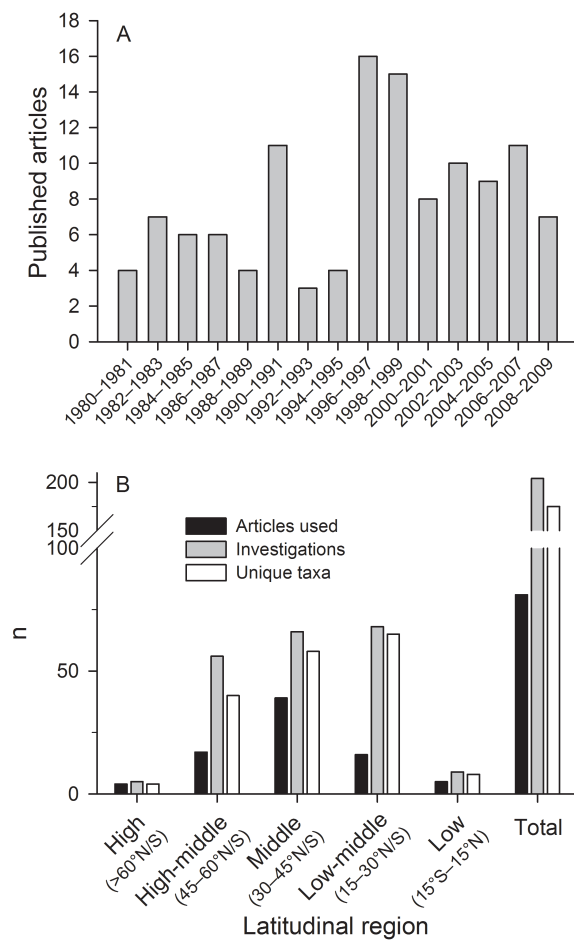 A
Published articles
18
16
14
12
10
8
6
4
2
0
1980–1981
1982–1983
1984–1985
1986–1987
1988–1989
1990–1991
1992–1993
1994–1995
1996–1997
1998–1999
2000–2001
2002–2003
2004–2005
2006–2007
2008–2009
B
200
150
100
50
0
n
Articles used
Investigations
Unique taxa
High
(>60°N/S)
High-middle
(45–60°N/S)
Middle
(30–45°N/S)
Low-middle
(15–30°N/S)
Low
(15°S–15°N)
Total
Latitudinal region